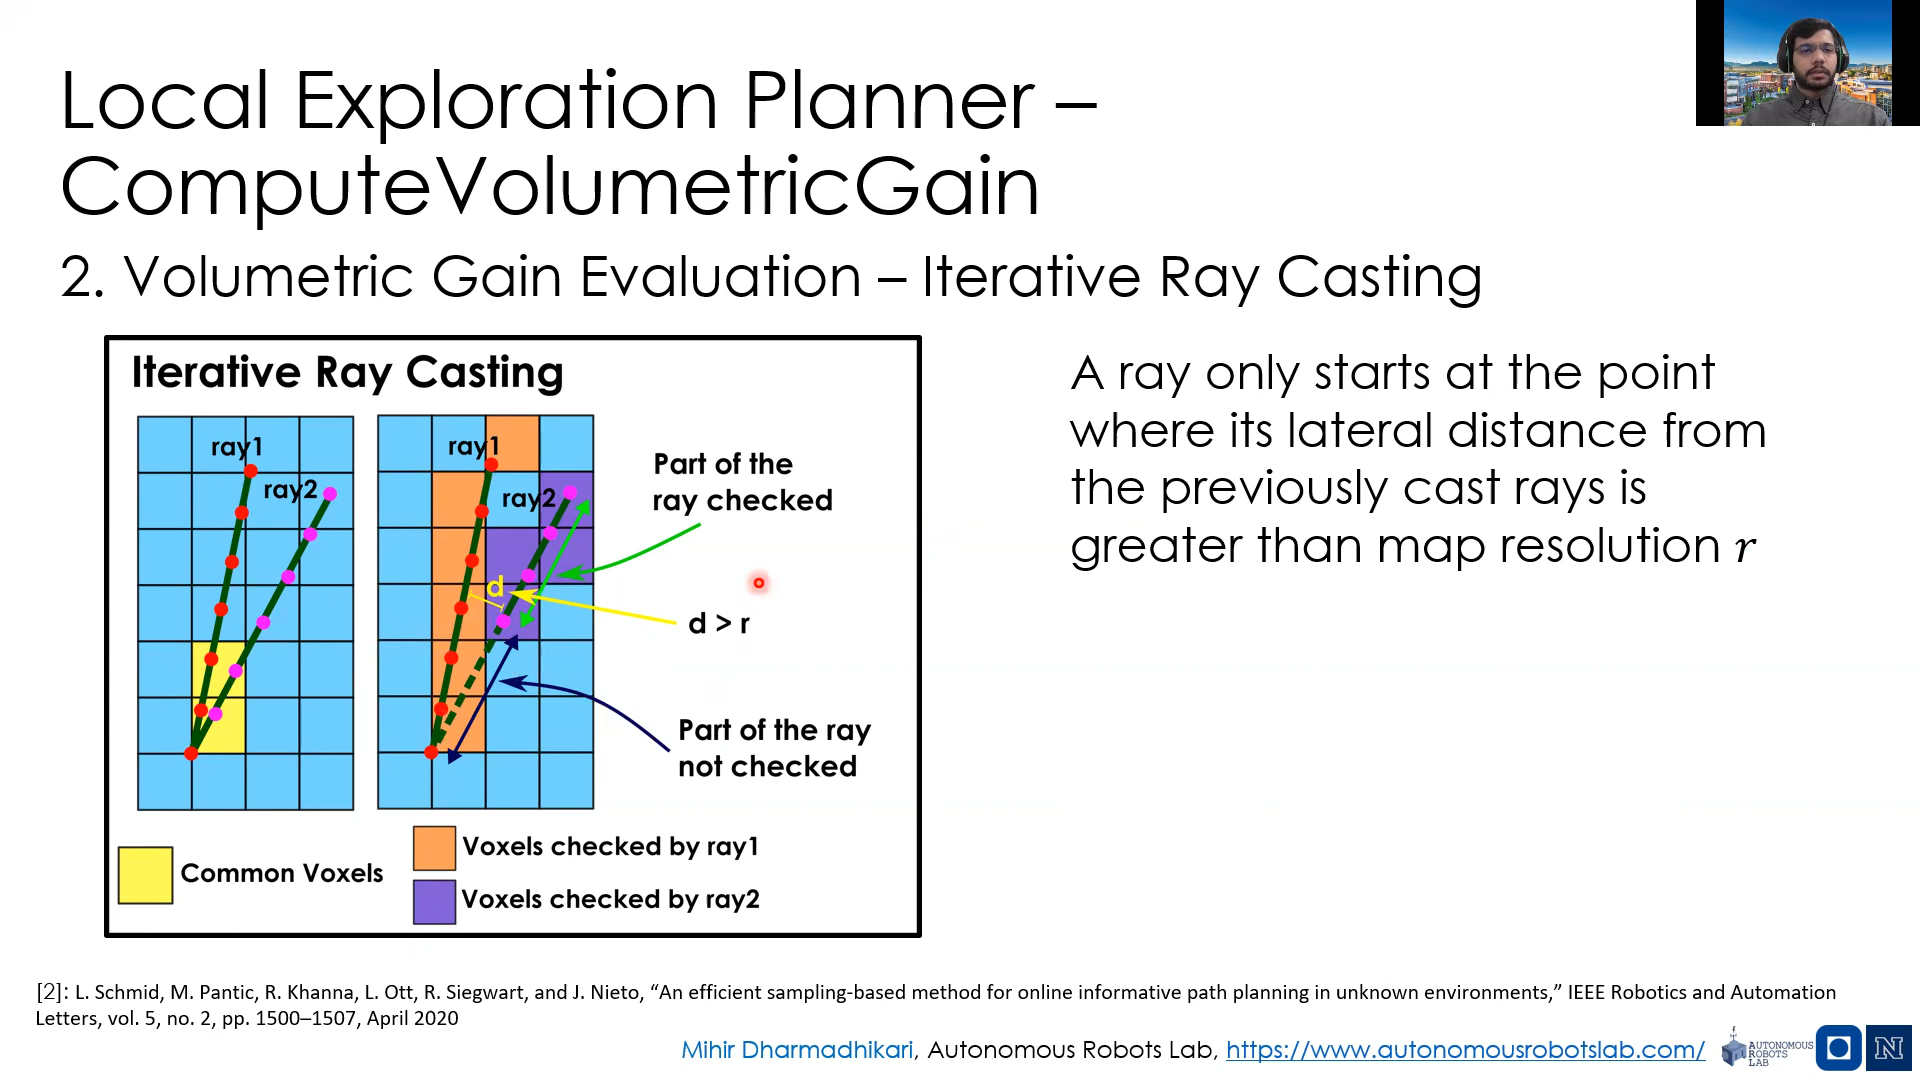 Local Exploration Planner –
ComputeVolumetricGain
2. Volumetric Gain Evaluation – Iterative Ray Casting
Iterative Ray Casting
ray1
ray2
ray1
ray2
d
Part of the
ray checked
d > r
Part of the ray
not checked
Common Voxels
Voxels checked by ray1
Voxels checked by ray2
A ray only starts at the point
where its lateral distance from
the previously cast rays is
greater than map resolution r
[2]: L. Schmid, M. Pantic, R. Khanna, L. Ott, R. Siegwart, and J. Nieto, “An efficient sampling-based method for online informative path planning in unknown environments,” IEEE Robotics and Automation
Letters, vol. 5, no. 2, pp. 1500–1507, April 2020
Mihir Dharmadhikari, Autonomous Robots Lab, https://www.autonomousrobotslab.com/
AUTONOMOUS
ROBOTS
LAB
N